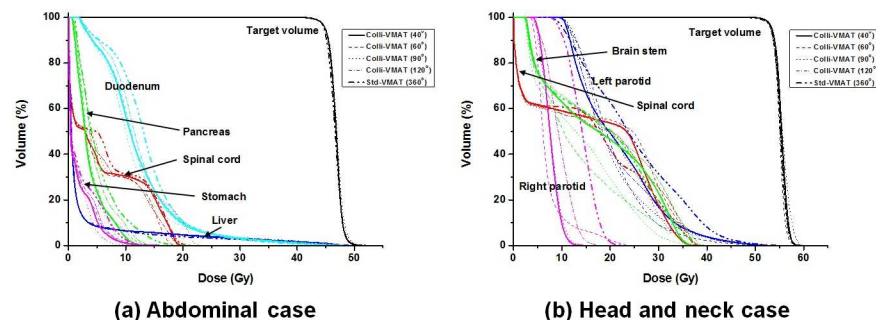 100
80
60
40
20
0
Volume (%)
0 10 20 30 40 50 60
Dose (Gy)
Target volume
Duodenum
Pancreas
Spinal cord
Stomach
Liver
Colli-VMAT (40°)
Colli-VMAT (60°)
Colli-VMAT (90°)
Colli-VMAT (120°)
Std-VMAT (360°)
(a) Abdominal case
100
80
60
40
20
0
Volume (%)
0 10 20 30 40 50 60 70
Dose (Gy)
Target volume
Brain stem
Left parotid
Spinal cord
Right parotid
Colli-VMAT (40°)
Colli-VMAT (60°)
Colli-VMAT (90°)
Colli-VMAT (120°)
Std-VMAT (360°)
(b) Head and neck case